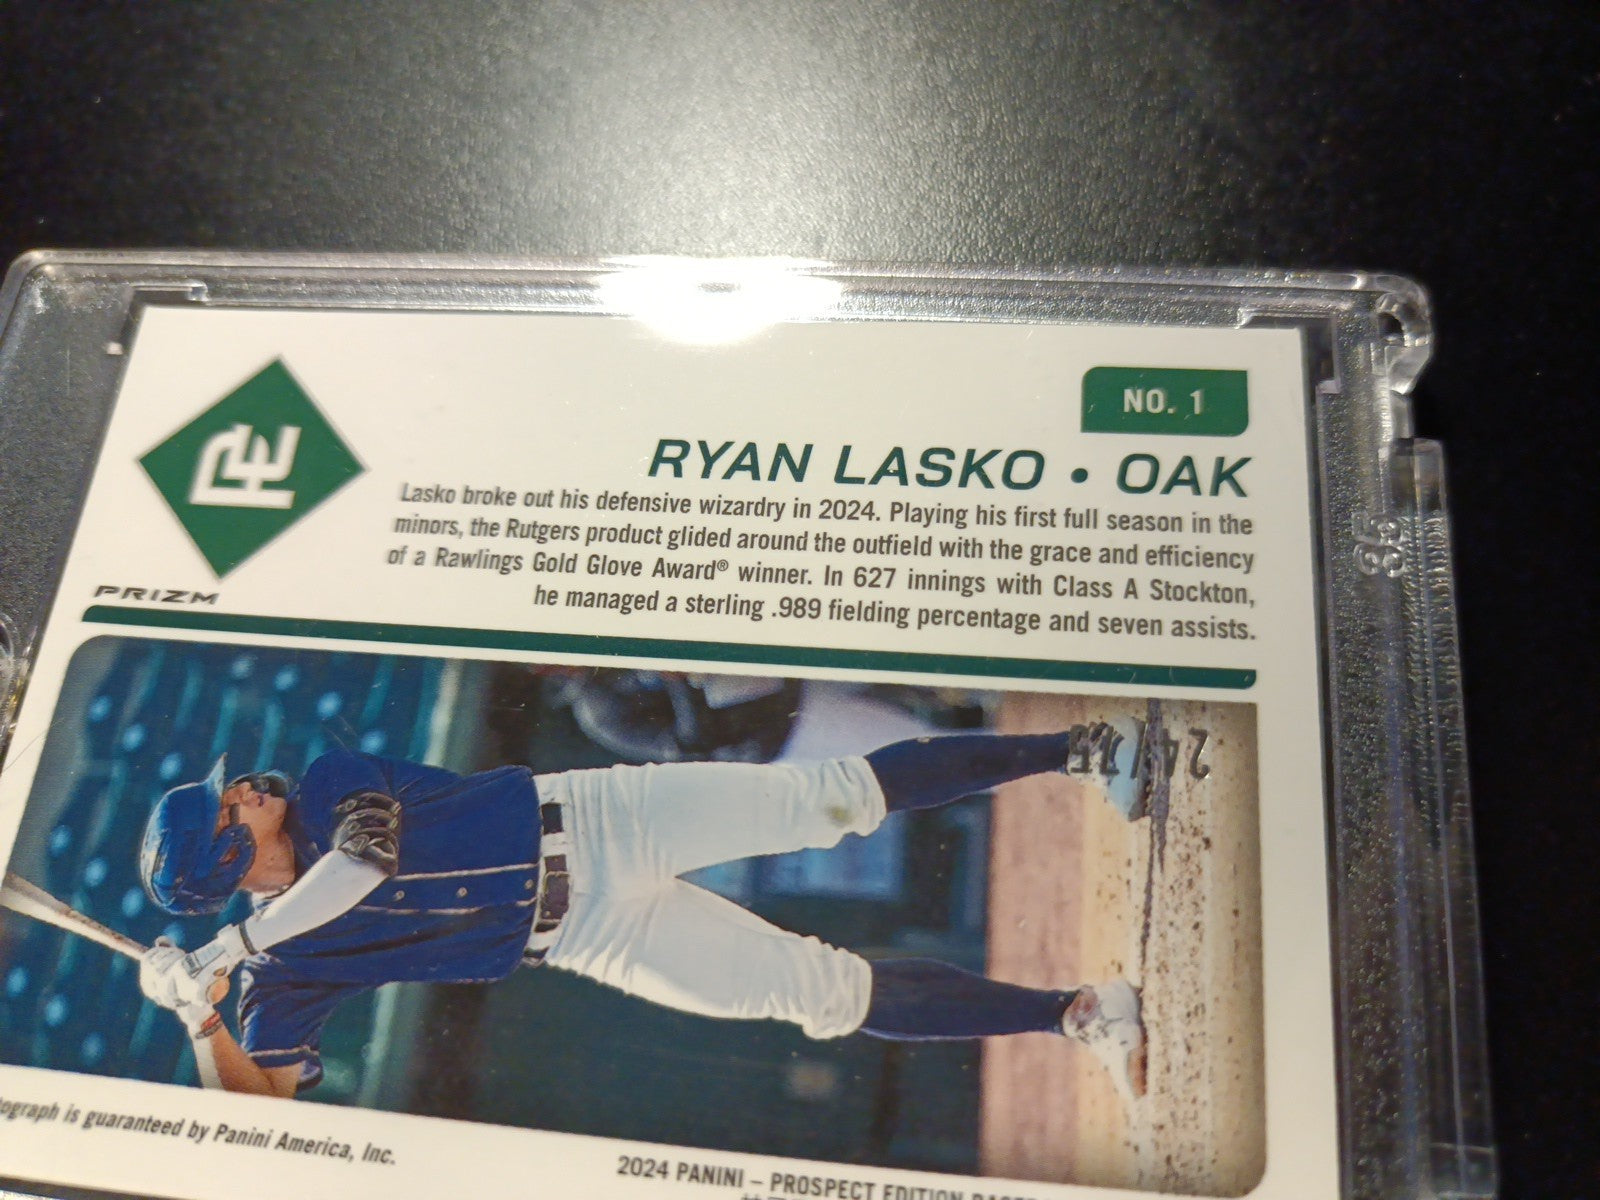 NO. 1
RYAN LASKO • OAK
PE
Lasko broke out his defensive wizardry in 2024. Playing his first full season in the
minors, the Rutgers product glided around the outfield with the grace and efficiency
of a Rawlings Gold Glove Award® winner. In 627 innings with Class A Stockton,
he managed a sterling .989 fielding percentage and seven assists.
PRIZM
24/75
is guaranteed by Panini America, Inc.
2024 PANINI – PROSPECT EDITION